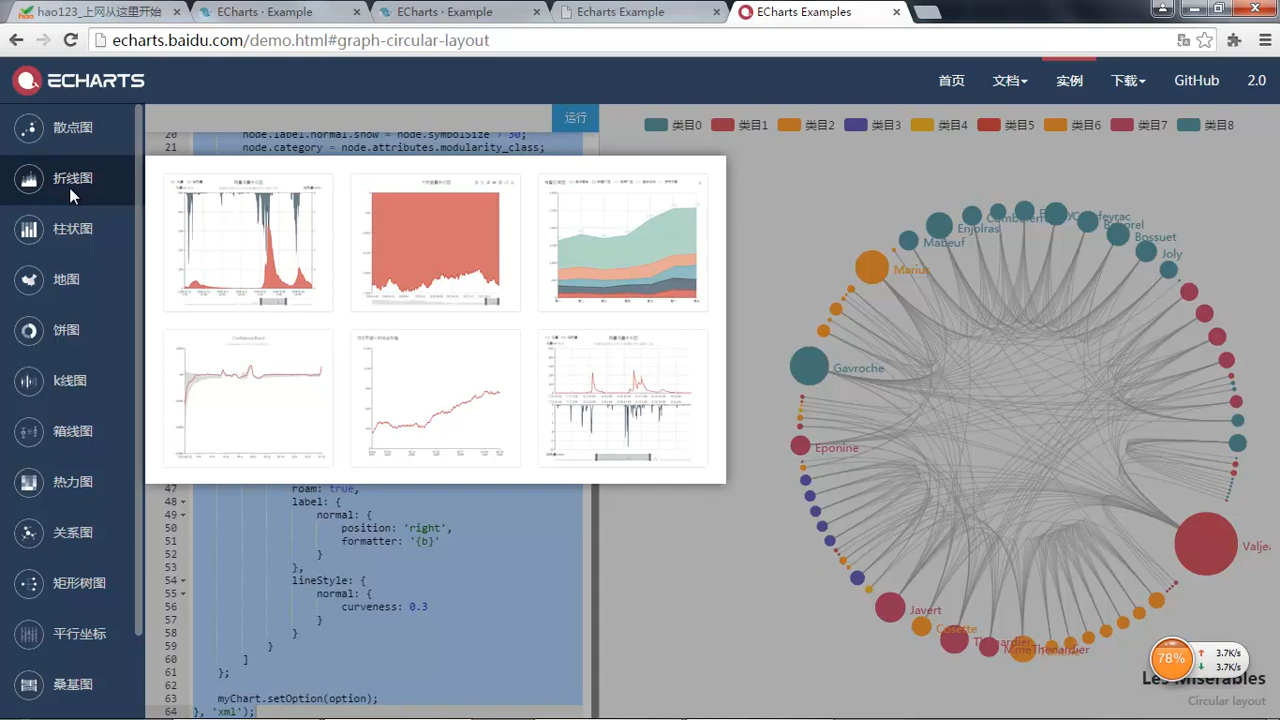 hao123_上网从这里开始
ECharts · Example
ECharts · Example
Echarts Example
ECharts Examples
echarts.baidu.com/demo.html#graph-circular-layout
ECHARTS
首页
文档
实例
下载
GitHub
2.0
散点图
折线图
柱状图
地图
饼图
k线图
箱线图
热力图
关系图
矩形树图
平行坐标
桑基图
运行
20 node.label.normal.show = node.symbolSize > 30;
21 node.category = node.attributes.modularity_class;
Confidence Band
47 roam: true,
48 label: {
49 normal: {
50 position: 'right',
51 formatter: '{b}'
52 }
53 },
54 lineStyle: {
55 normal: {
56 curveness: 0.3
57 }
58 }
59 }
60 ]
61 };
62
63 myChart.setOption(option);
64 }, 'xml');
类目0
类目1
类目2
类目3
类目4
类目5
类目6
类目7
类目8
Enjolras
Mabeuf
Bossuet
Joly
Marius
Gavroche
Eponine
Valjea
Javert
Cosette
Thenardier
MmeThenardier
78%
3.7K/s
3.7K/s
Les Miserables
Circular layout